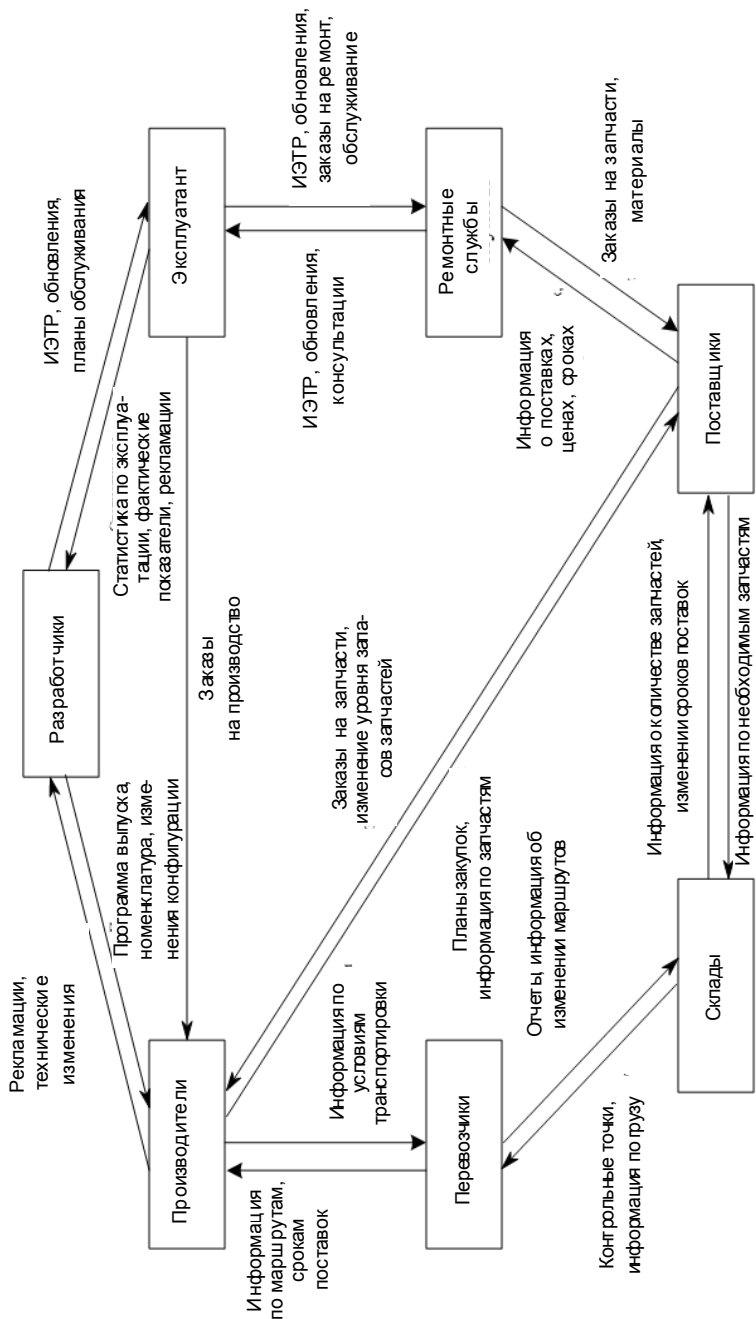 Разработчики
Рекламации,
технические
изменения
Программа выпуска,
номенклатура, изме-
нения конфигурации
Статистика по эксплуа-
тации, фактические
показатели, рекламации
ИЭТР, обновления,
планы обслуживания
Производители
Заказы
на производство
Эксплуатант
Информация
по маршрутам,
срокам
поставок
Информация по
условиям
транспортировки
Заказы на запчасти,
изменение уровня запа-
сов запчастей
ИЭТР, обновления,
консультации
ИЭТР, обновления,
заказы на ремонт,
обслуживание
Перевозчики
Планы закупок,
информация по запчастям
Ремонтные
службы
Контрольные точки,
информация по грузу
Отчеты, информация об
изменении маршрутов
Информация
о поставках,
ценах, сроках
Заказы на запчасти,
материалы
Склады
Информация о количестве запчастей,
изменении сроков поставок
Информация по необходимым запчастям
Поставщики